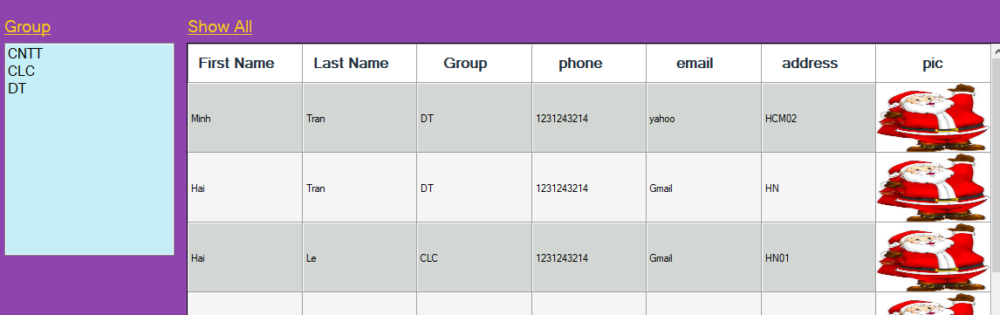 Group
Show All
CNTT
CLC
DT
First Name Last Name Group phone email address pic
Minh Tran DT 1231243214 yahoo HCM02
Hai Tran DT 1231243214 Gmail HN
Hai Le CLC 1231243214 Gmail HN01